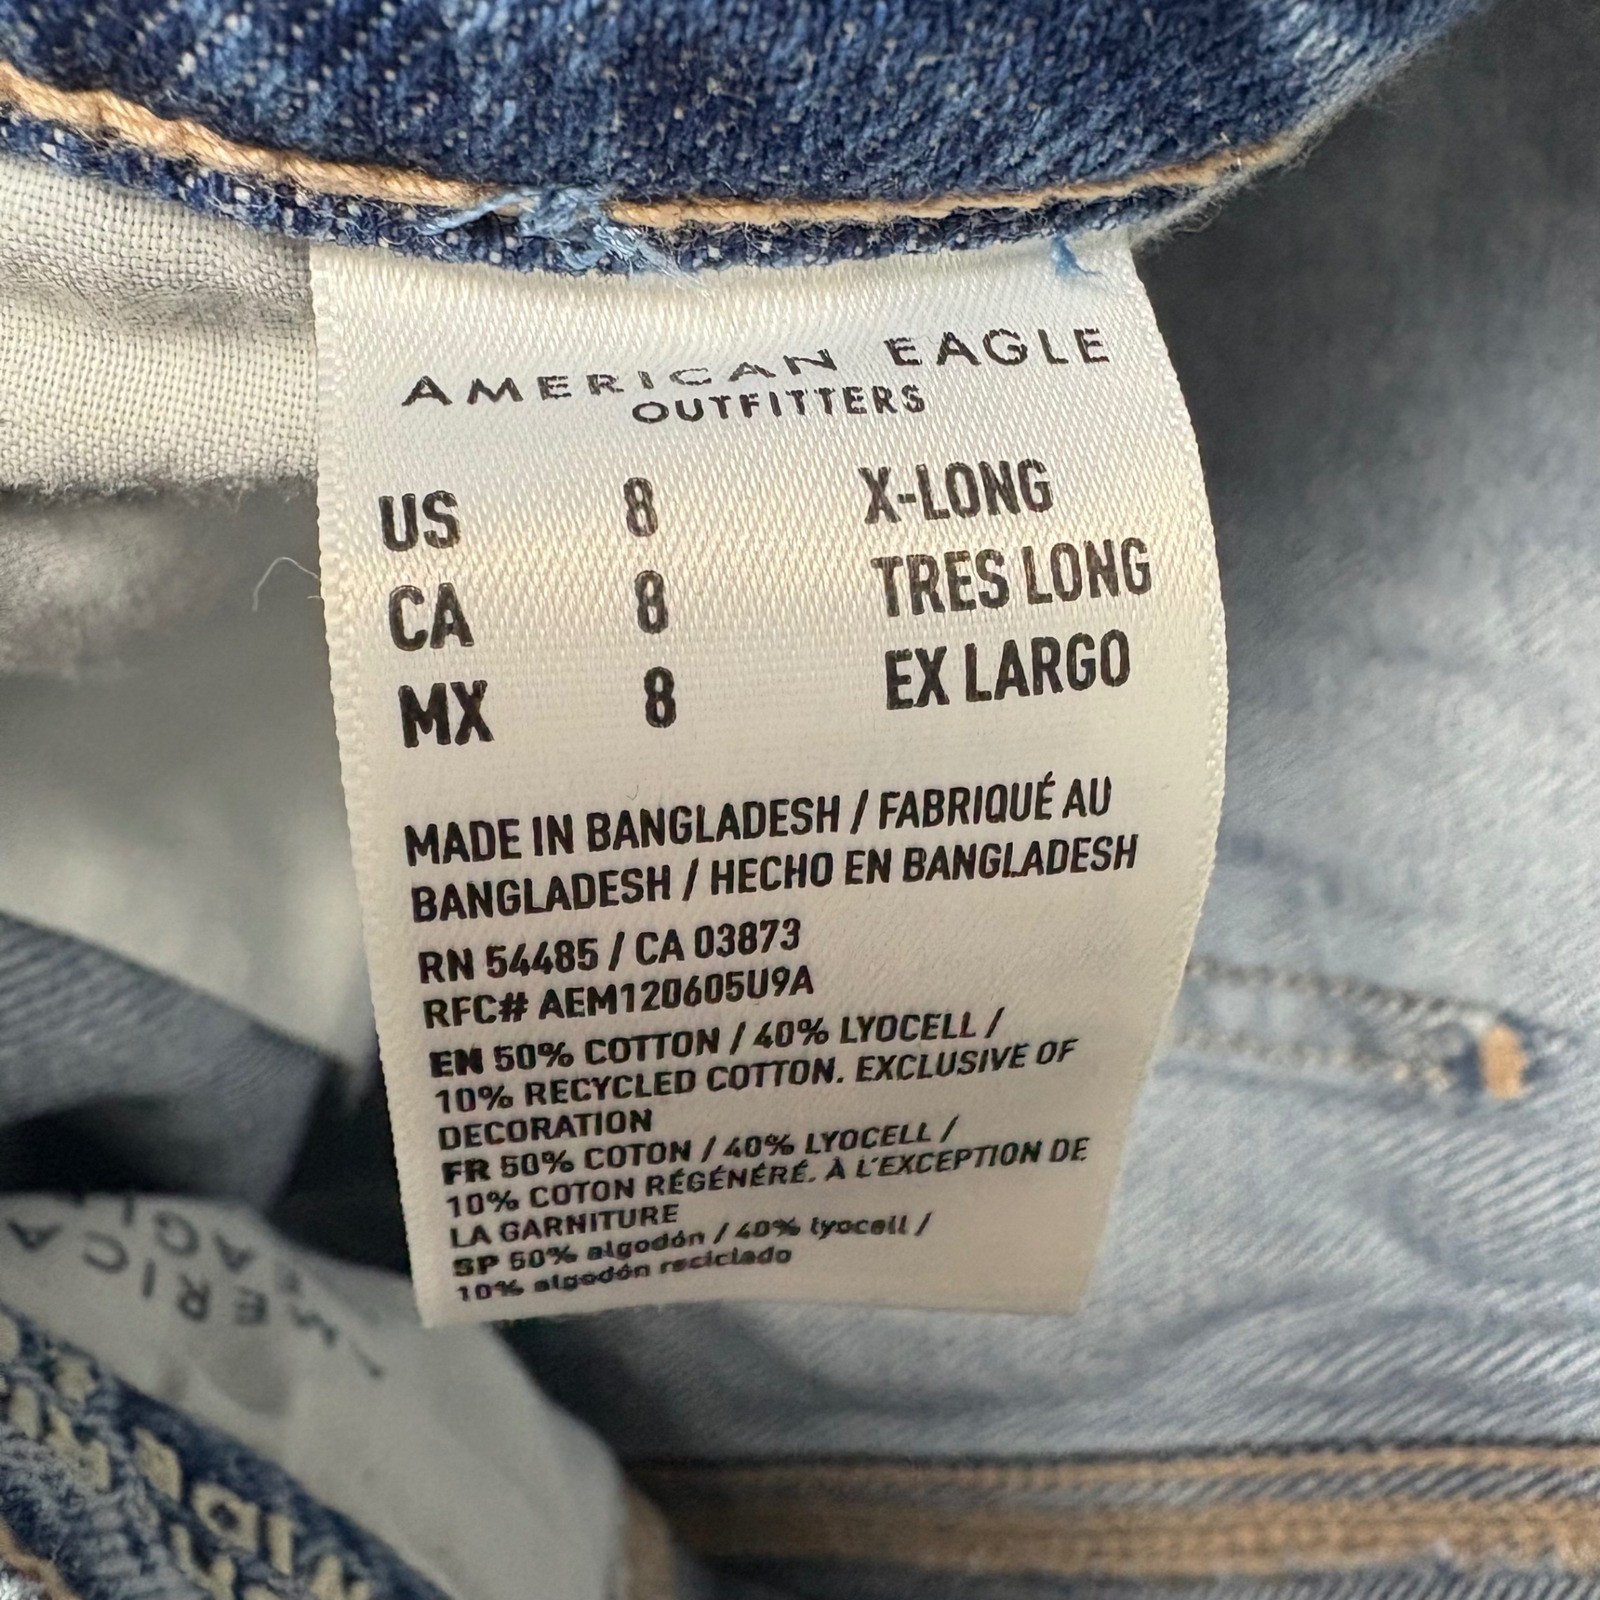 AMERICAN EAGLE
OUTFITTERS
US 8 X-LONG
CA 8 TRES LONG
MX 8 EX LARGO
MADE IN BANGLADESH / FABRIQUÉ AU
BANGLADESH / HECHO EN BANGLADESH
RN 54485 / CA 03873
RFC# AEM120605U9A
EN 50% COTTON / 40% LYOCELL /
10% RECYCLED COTTON. EXCLUSIVE OF
DECORATION
FR 50% COTON / 40% LYOCELL /
10% COTON RÉGÉNÉRÉ. À L'EXCEPTION DE
LA GARNITURE
SP 50% algodón / 40% lyocell /
10% algodón reciclado